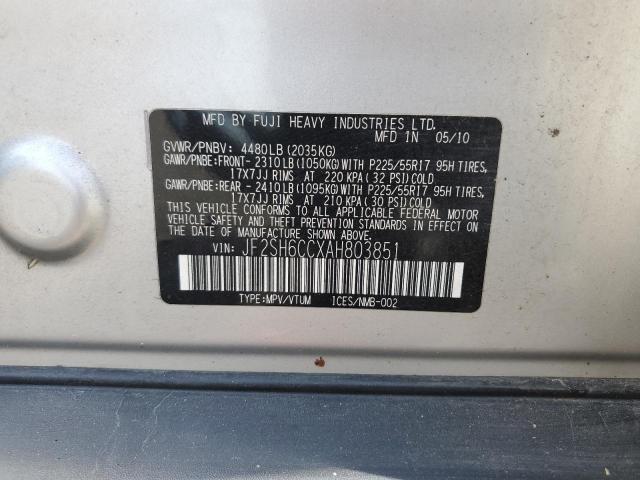 MFD BY FUJI HEAVY INDUSTRIES LTD.
MFD IN 05/10
GVWR/PNBV: 4480LB (2035KG)
GAWR/PNBE:FRONT- 2310LB(1050KG)WITH P225/55R17 95H TIRES,
17X7JJ RIMS AT 220 KPA (32 PSI)COLD
GAWR/PNBE:REAR - 2410LB(1095KG)WITH P225/55R17 95H TIRES,
17X7JJ RIMS AT 210 KPA (30 PSI)COLD
THIS VEHICLE CONFORMS TO ALL APPLICABLE FEDERAL MOTOR
VEHICLE SAFETY AND BUMPER STANDARDS IN EFFECT ON
THE DATE OF MANUFACTURE SHOWN ABOVE.
VIN: JF2SH6CCXAH803851
TYPE:MPV/VTUM ICES/NMB-002